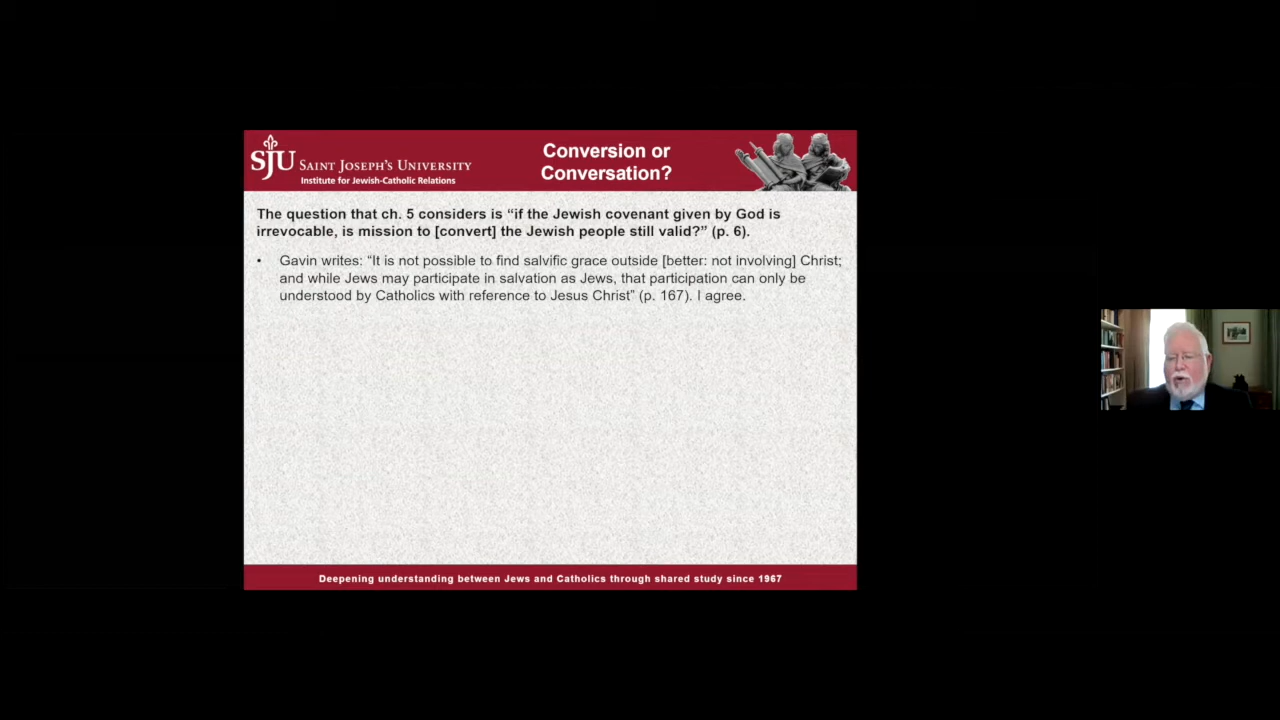 SJU SAINT JOSEPH'S UNIVERSITY
Institute for Jewish-Catholic Relations
Conversion or
Conversation?
The question that ch. 5 considers is “if the Jewish covenant given by God is
irrevocable, is mission to [convert] the Jewish people still valid?” (p. 6).
• Gavin writes: “It is not possible to find salvific grace outside [better: not involving] Christ;
and while Jews may participate in salvation as Jews, that participation can only be
understood by Catholics with reference to Jesus Christ” (p. 167). I agree.
Deepening understanding between Jews and Catholics through shared study since 1967